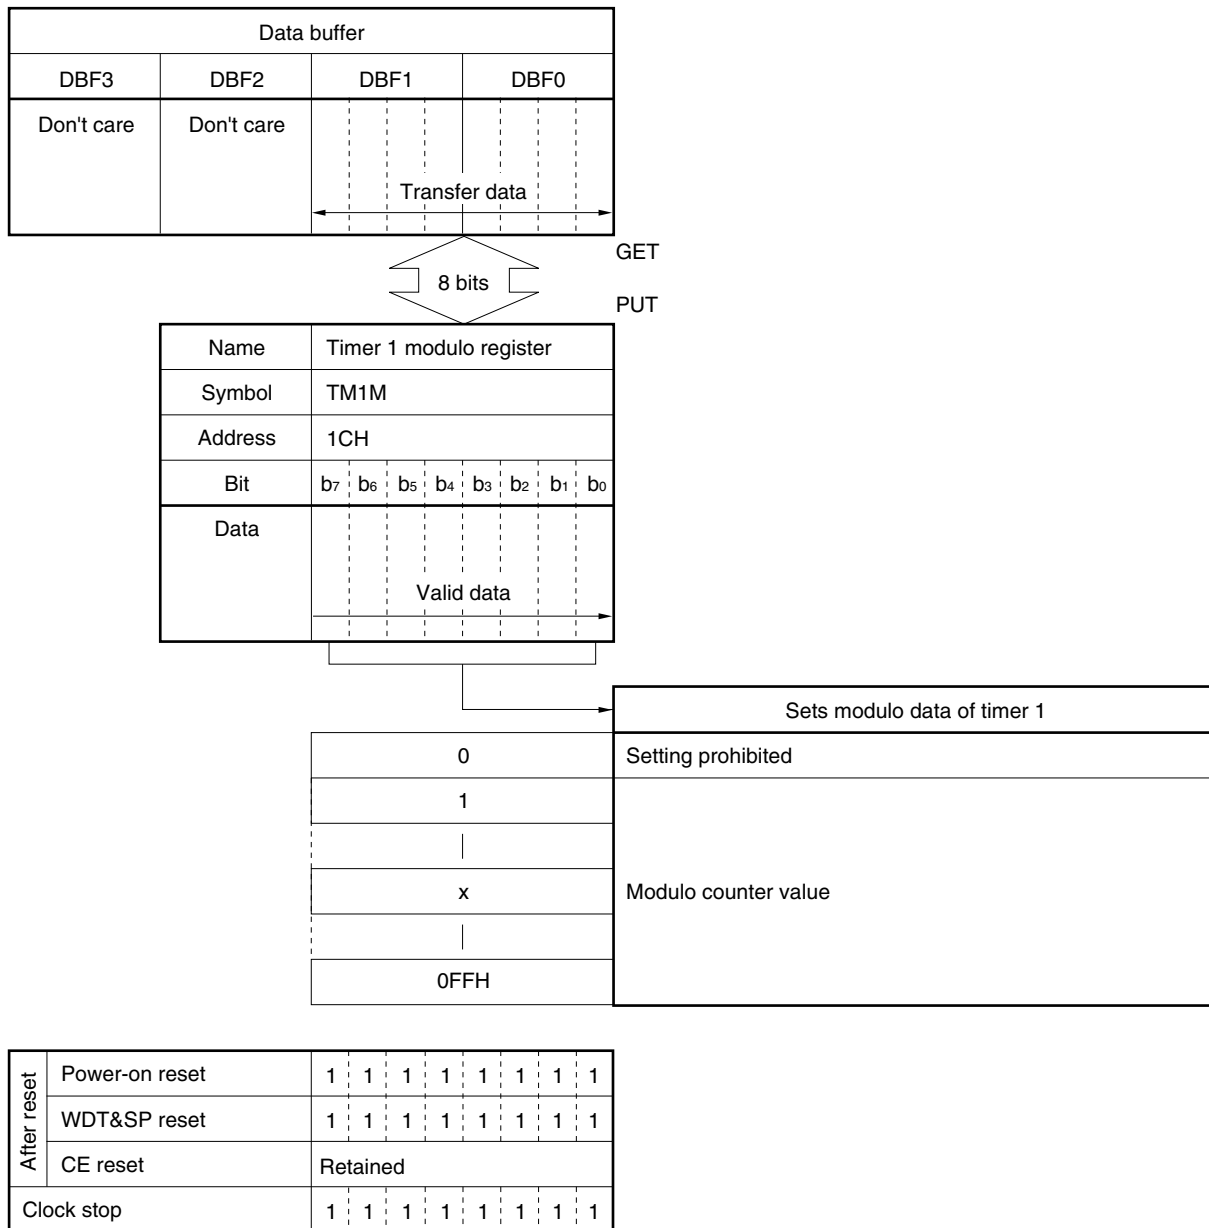 Data buffer
DBF3 DBF2 DBF1 DBF0
Don't care Don't care
Transfer data
GET
8 bits
PUT
Name Timer 1 modulo register
Symbol TM1M
Address 1CH
Bit b7 b6 b5 b4 b3 b2 b1 b0
Data
Valid data
Sets modulo data of timer 1
0 Setting prohibited
1
x Modulo counter value
0FFH
After reset
Power-on reset 1 1 1 1 1 1 1 1
WDT&SP reset 1 1 1 1 1 1 1 1
CE reset Retained
Clock stop 1 1 1 1 1 1 1 1